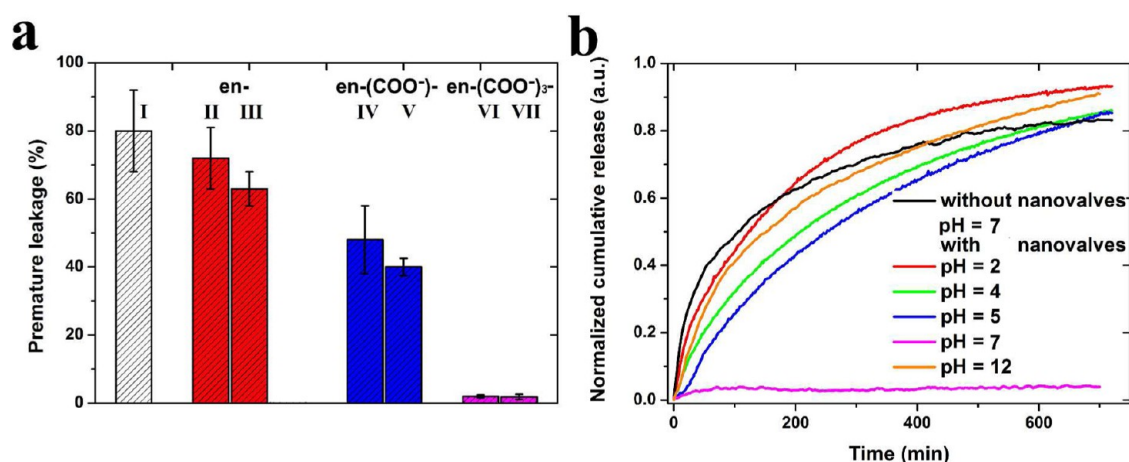 a
Premature leakage (%)
100
80
60
40
20
0
I
en-
II III
en-(COO⁻)-
IV V
en-(COO⁻)₃-
VI VII
b
Normalized cumulative release (a.u.)
1.0
0.8
0.6
0.4
0.2
0.0
without nanovalves
pH = 7
with nanovalves
pH = 2
pH = 4
pH = 5
pH = 7
pH = 12
0 200 400 600
Time (min)